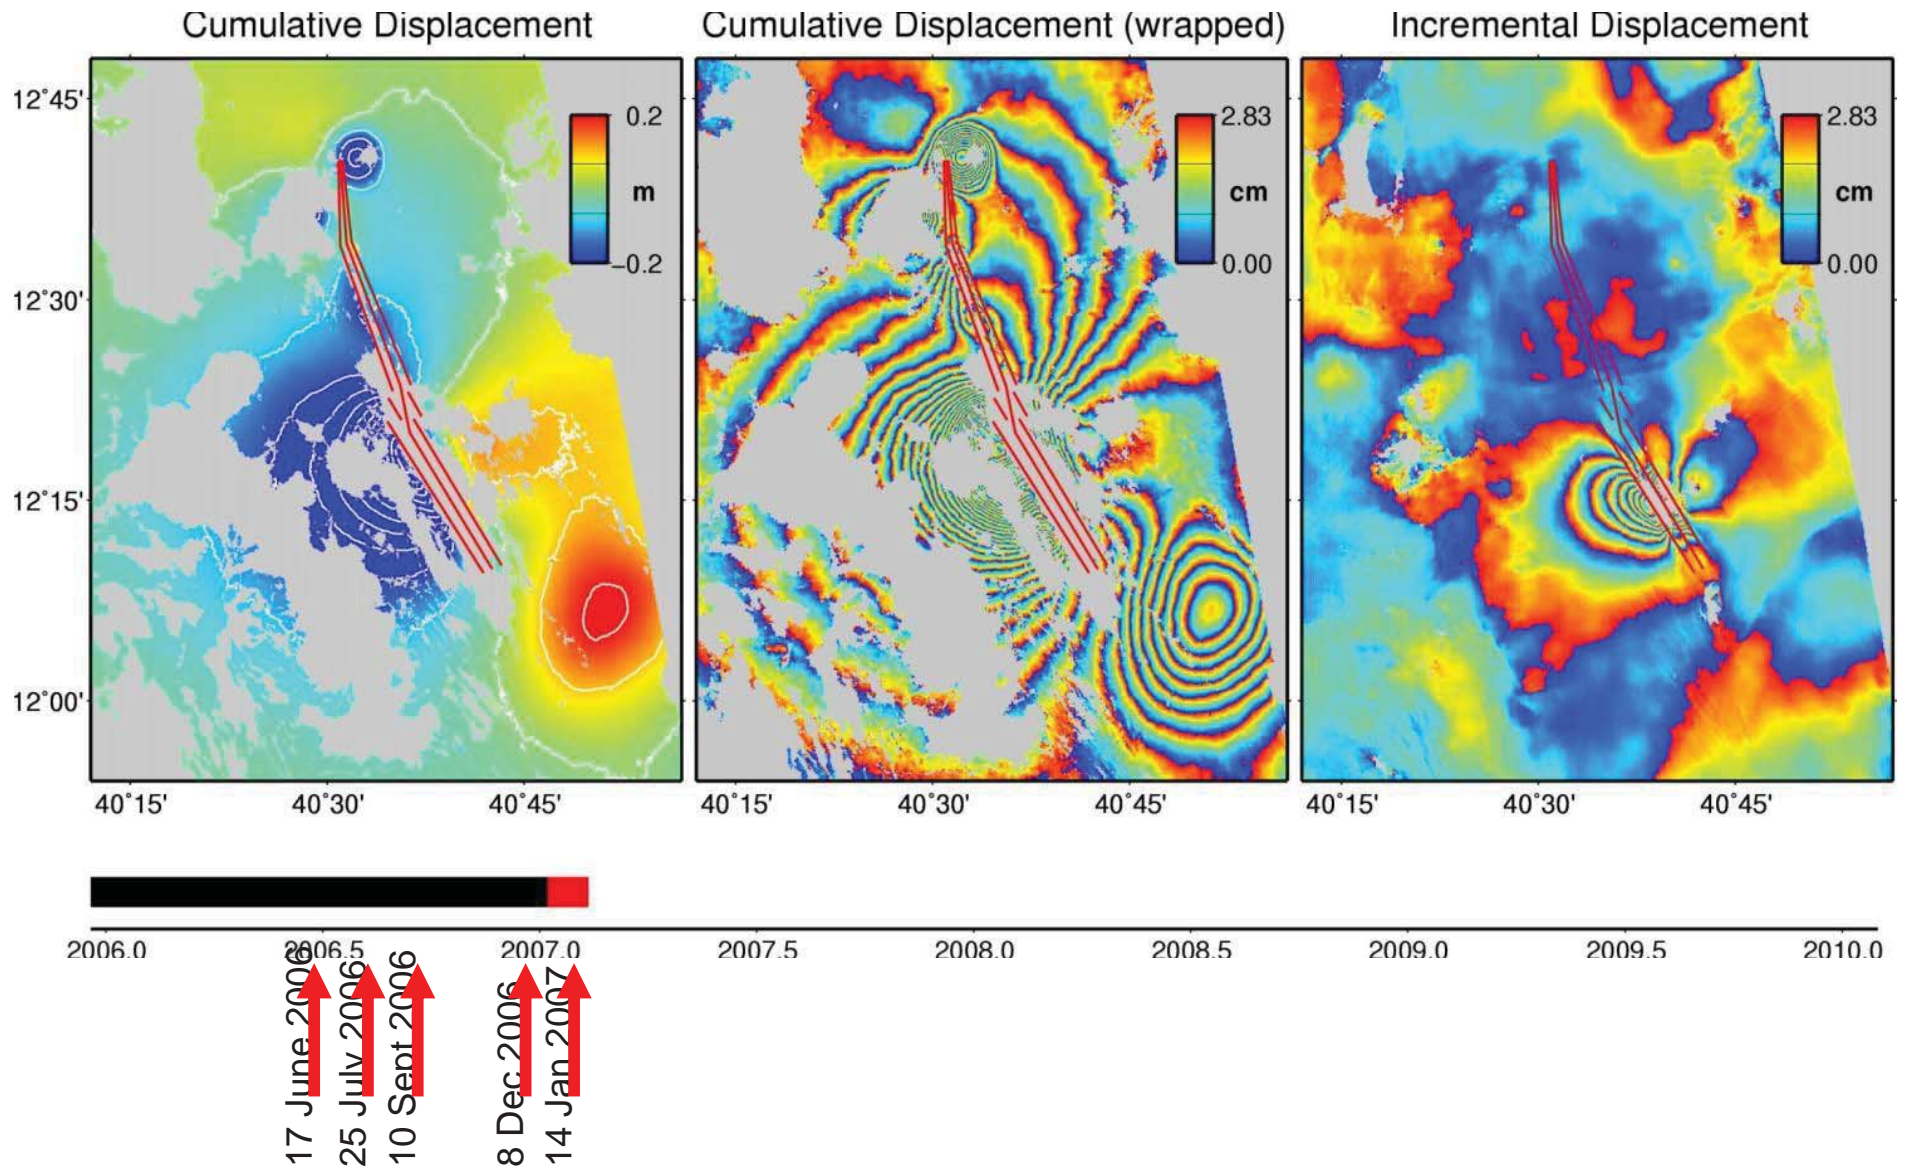 Cumulative Displacement
Cumulative Displacement (wrapped)
Incremental Displacement
12°45'
12°30'
12°15'
12°00'
0.2
m
−0.2
2.83
cm
0.00
2.83
cm
0.00
40°15'
40°30'
40°45'
40°15'
40°30'
40°45'
40°15'
40°30'
40°45'
2006.0
2006.5
2007.0
2007.5
2008.0
2008.5
2009.0
2009.5
2010.0
17 June 2006
25 July 2006
10 Sept 2006
8 Dec 2006
14 Jan 2007